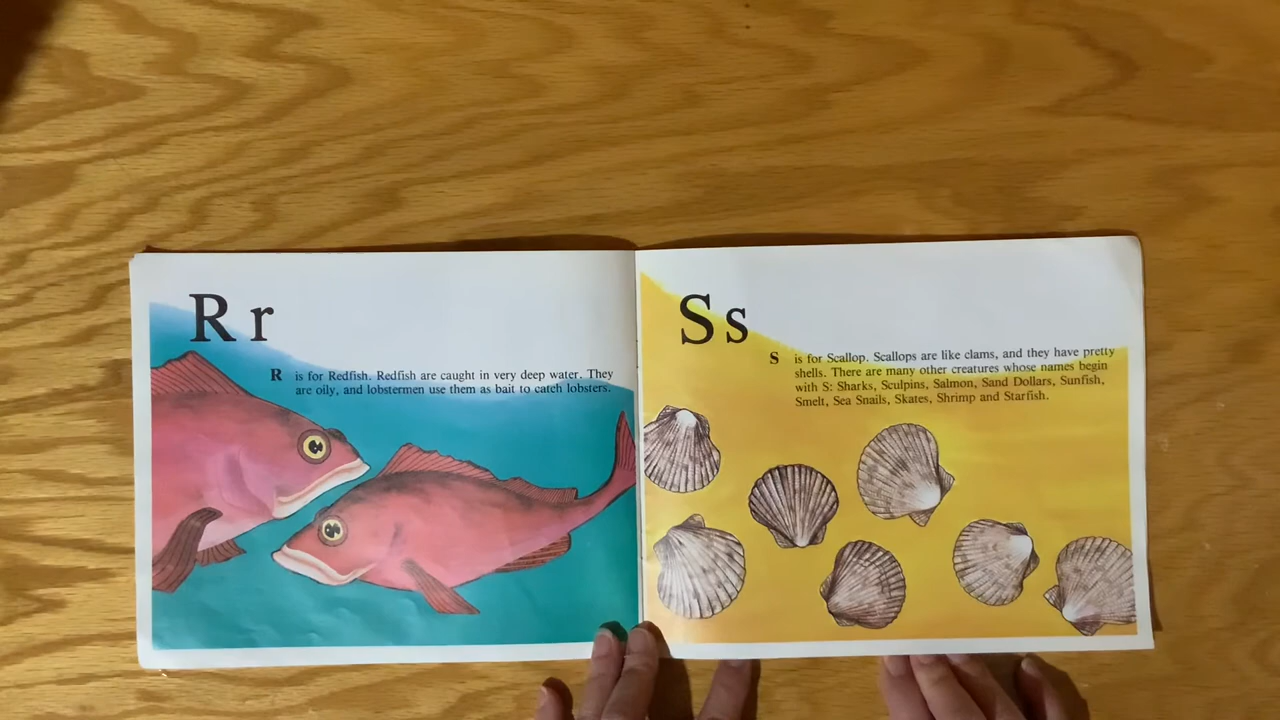 R r
R is for Redfish. Redfish are caught in very deep water. They
are oily, and lobstermen use them as bait to catch lobsters.
S s
S is for Scallop. Scallops are like clams, and they have pretty
shells. There are many other creatures whose names begin
with S: Sharks, Sculpins, Salmon, Sand Dollars, Sunfish,
Smelt, Sea Snails, Skates, Shrimp and Starfish.